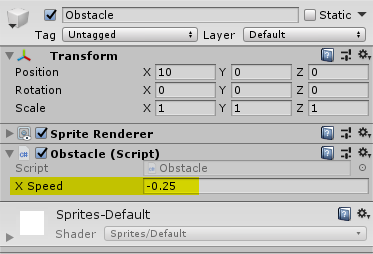 Obstacle Static
Tag Untagged Layer Default
Transform
Position X 10 Y 0 Z 0
Rotation X 0 Y 0 Z 0
Scale X 1 Y 1 Z 1
Sprite Renderer
Obstacle (Script)
Script Obstacle
X Speed -0.25
Sprites-Default
Shader Sprites/Default